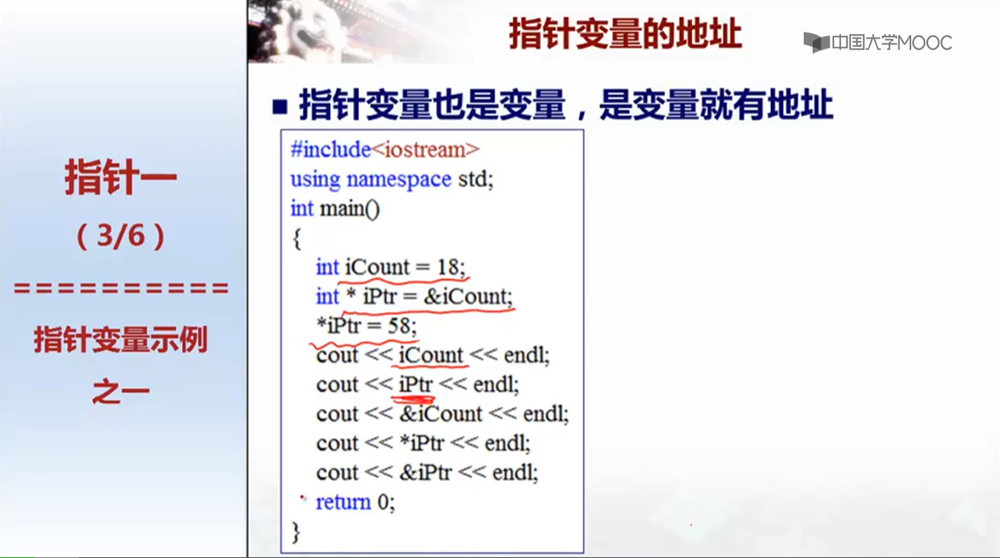 指针变量的地址
中国大学MOOC
■ 指针变量也是变量，是变量就有地址
指针一
（3/6）
==========
指针变量示例
之一
#include<iostream>
using namespace std;
int main()
{
int iCount = 18;
int * iPtr = &iCount;
*iPtr = 58;
cout << iCount << endl;
cout << iPtr << endl;
cout << &iCount << endl;
cout << *iPtr << endl;
cout << &iPtr << endl;
return 0;
}